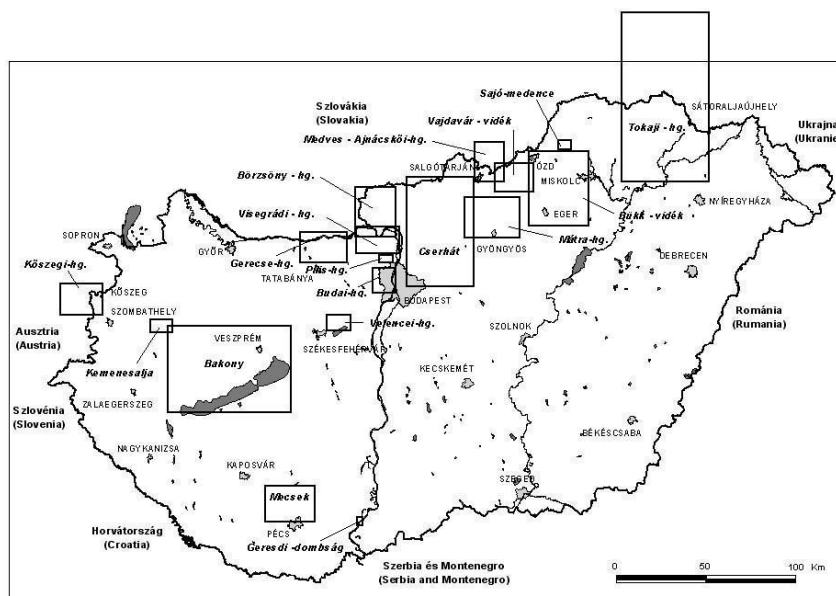 Szlovákia
(Slovakia)
Sajó-medence
Vajdavár - vidék
Medves - Ajnácskői-hg.
SÁTORALJAÚJHELY
Ukrajna
(Ukranie)
Tokaji - hg.
SALGÓTARJÁN
ÓZD
MISKOLC
Börzsöny - hg.
NYÍREGYHÁZA
Visegrádi - hg.
EGER
Bükk - vidék
SOPRON
GYŐR
Cserhát
GYÖNGYÖS
Mátra-hg.
Gerecse-hg.
Pilis-hg.
DEBRECEN
Kőszegi-hg.
TATABÁNYA
Budai-hg.
BUDAPEST
KŐSZEG
SZOMBATHELY
Románia
(Rumania)
Ausztria
(Austria)
Velencei-hg.
SZOLNOK
VESZPRÉM
SZÉKESFEHÉRVÁR
Bakony
Kemenesalja
KECSKEMÉT
ZALAEGERSZEG
Szlovénia
(Slovenia)
BÉKÉSCSABA
NAGYKANIZSA
KAPOSVÁR
SZEGED
Mecsek
PÉCS
Horvátország
(Croatia)
Geresdi -dombság
Szerbia és Montenegro
(Serbia and Montenegro)
0 50 100 Km